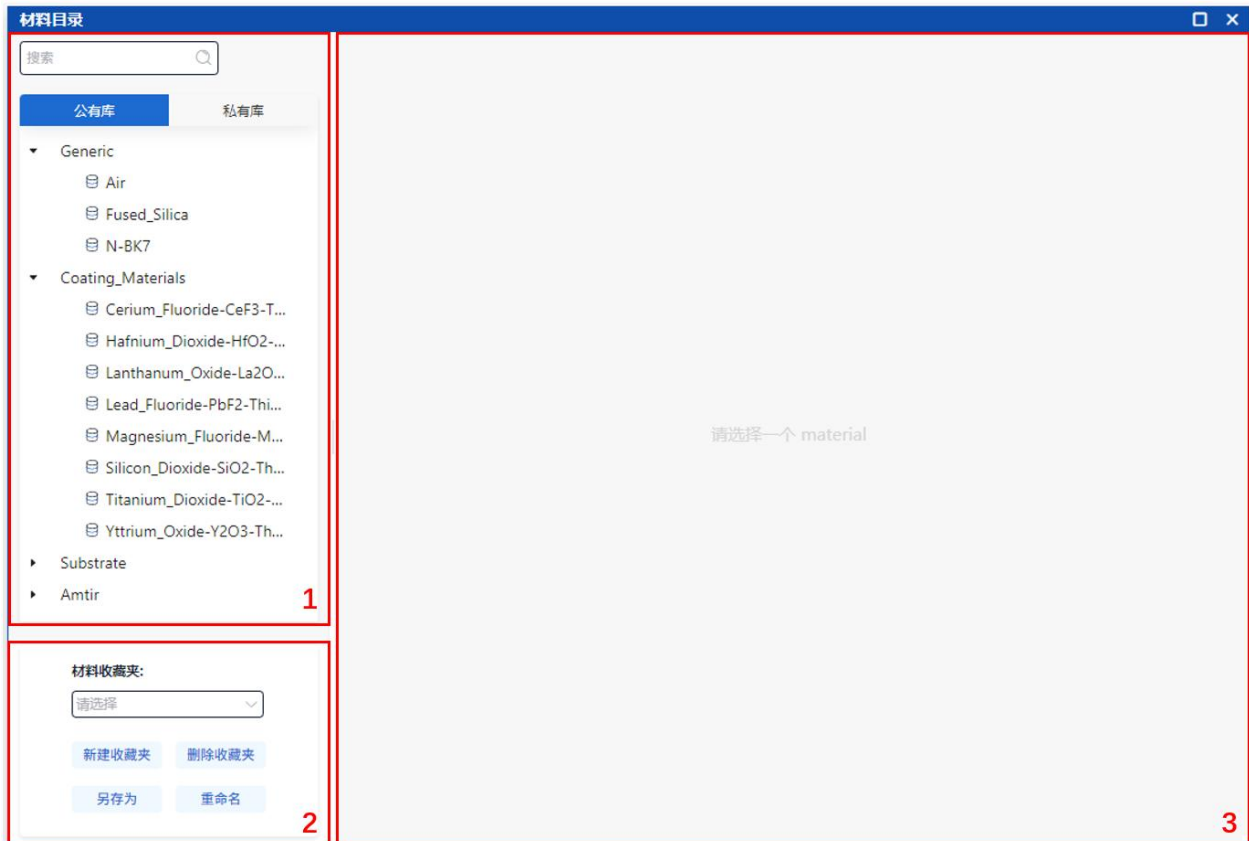 材料目录
搜索
公有库 私有库
Generic
Air
Fused_Silica
N-BK7
Coating_Materials
Cerium_Fluoride-CeF3-T...
Hafnium_Dioxide-HfO2-...
Lanthanum_Oxide-La2O...
Lead_Fluoride-PbF2-Thi...
Magnesium_Fluoride-M...
Silicon_Dioxide-SiO2-Th...
Titanium_Dioxide-TiO2-...
Yttrium_Oxide-Y2O3-Th...
Substrate
Amtir
1
材料收藏夹:
请选择
新建收藏夹 删除收藏夹
另存为 重命名
2
请选择一个 material
3